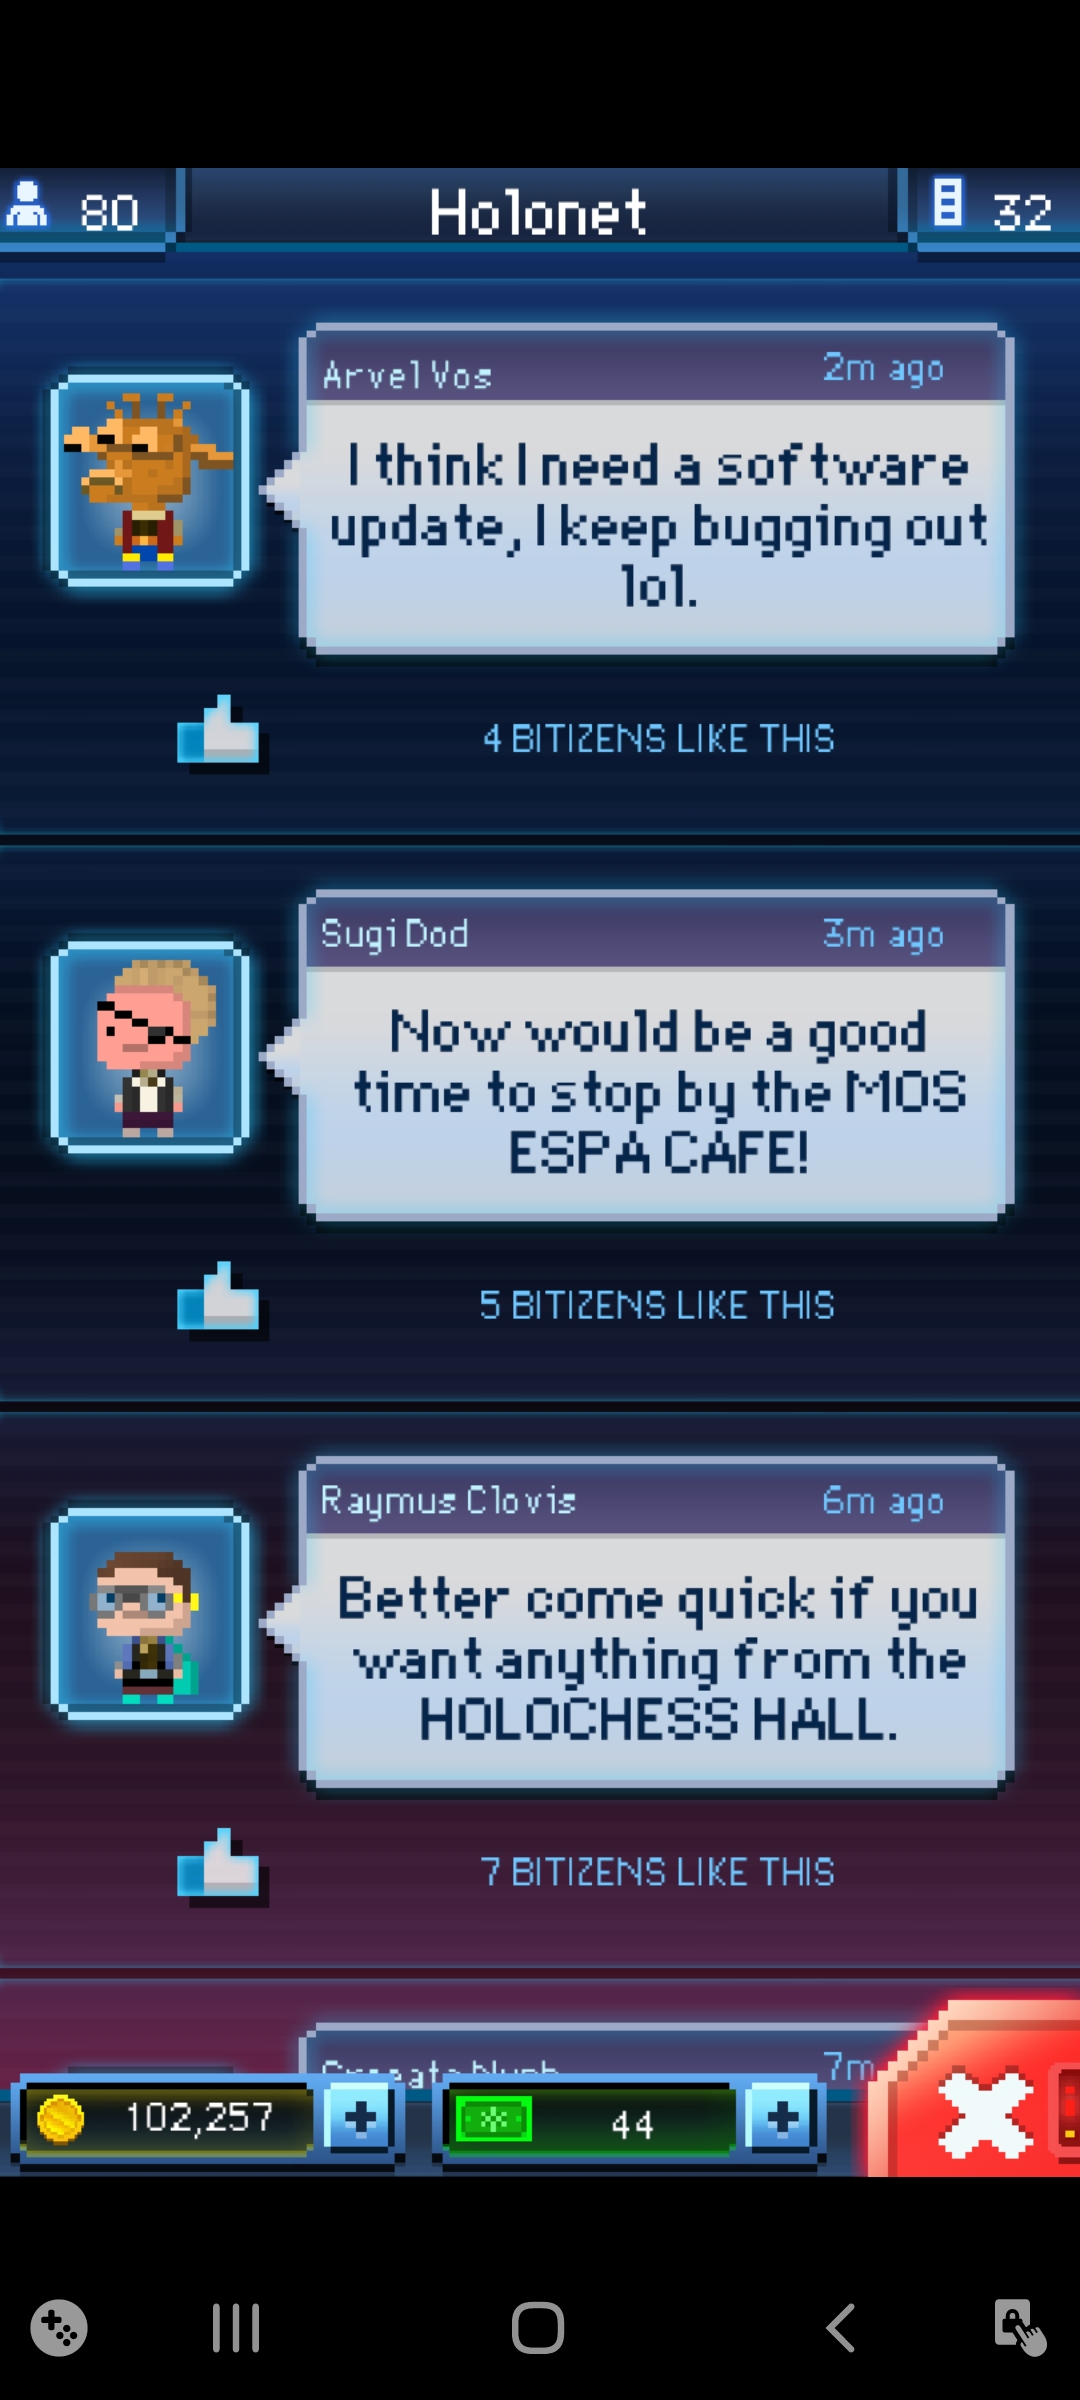 80
Holonet
32
Arvel Vos
2m ago
I think I need a software
update, I keep bugging out
lol.
4 BITIZENS LIKE THIS
Sugi Dod
3m ago
Now would be a good
time to stop by the MOS
ESPA CAFE!
5 BITIZENS LIKE THIS
Raymus Clovis
6m ago
Better come quick if you
want anything from the
HOLOCHESS HALL.
7 BITIZENS LIKE THIS
7m
102,257
44